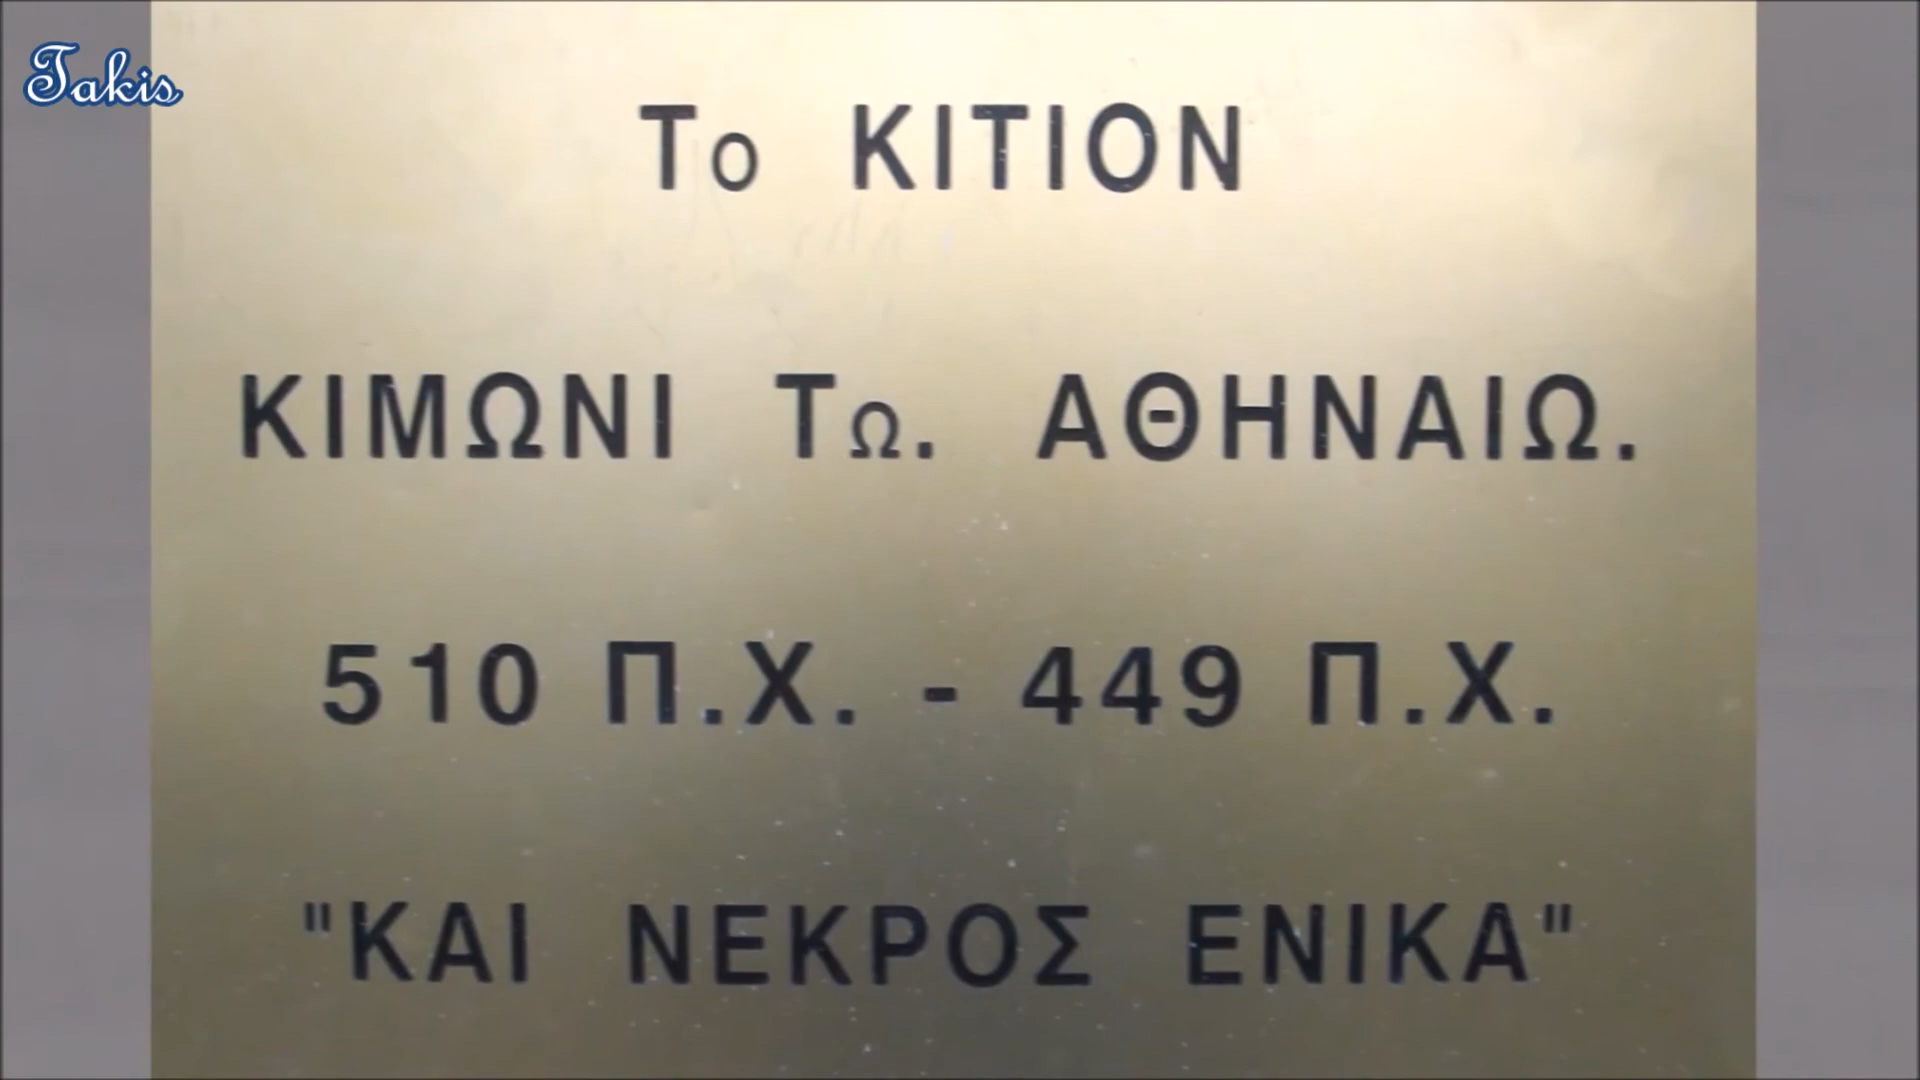 Takis
Το ΚΙΤΙΟΝ
ΚΙΜΩΝΙ Τω. ΑΘΗΝΑΙΩ.
510 Π.Χ. - 449 Π.Χ.
"ΚΑΙ ΝΕΚΡΟΣ ΕΝΙΚΑ"